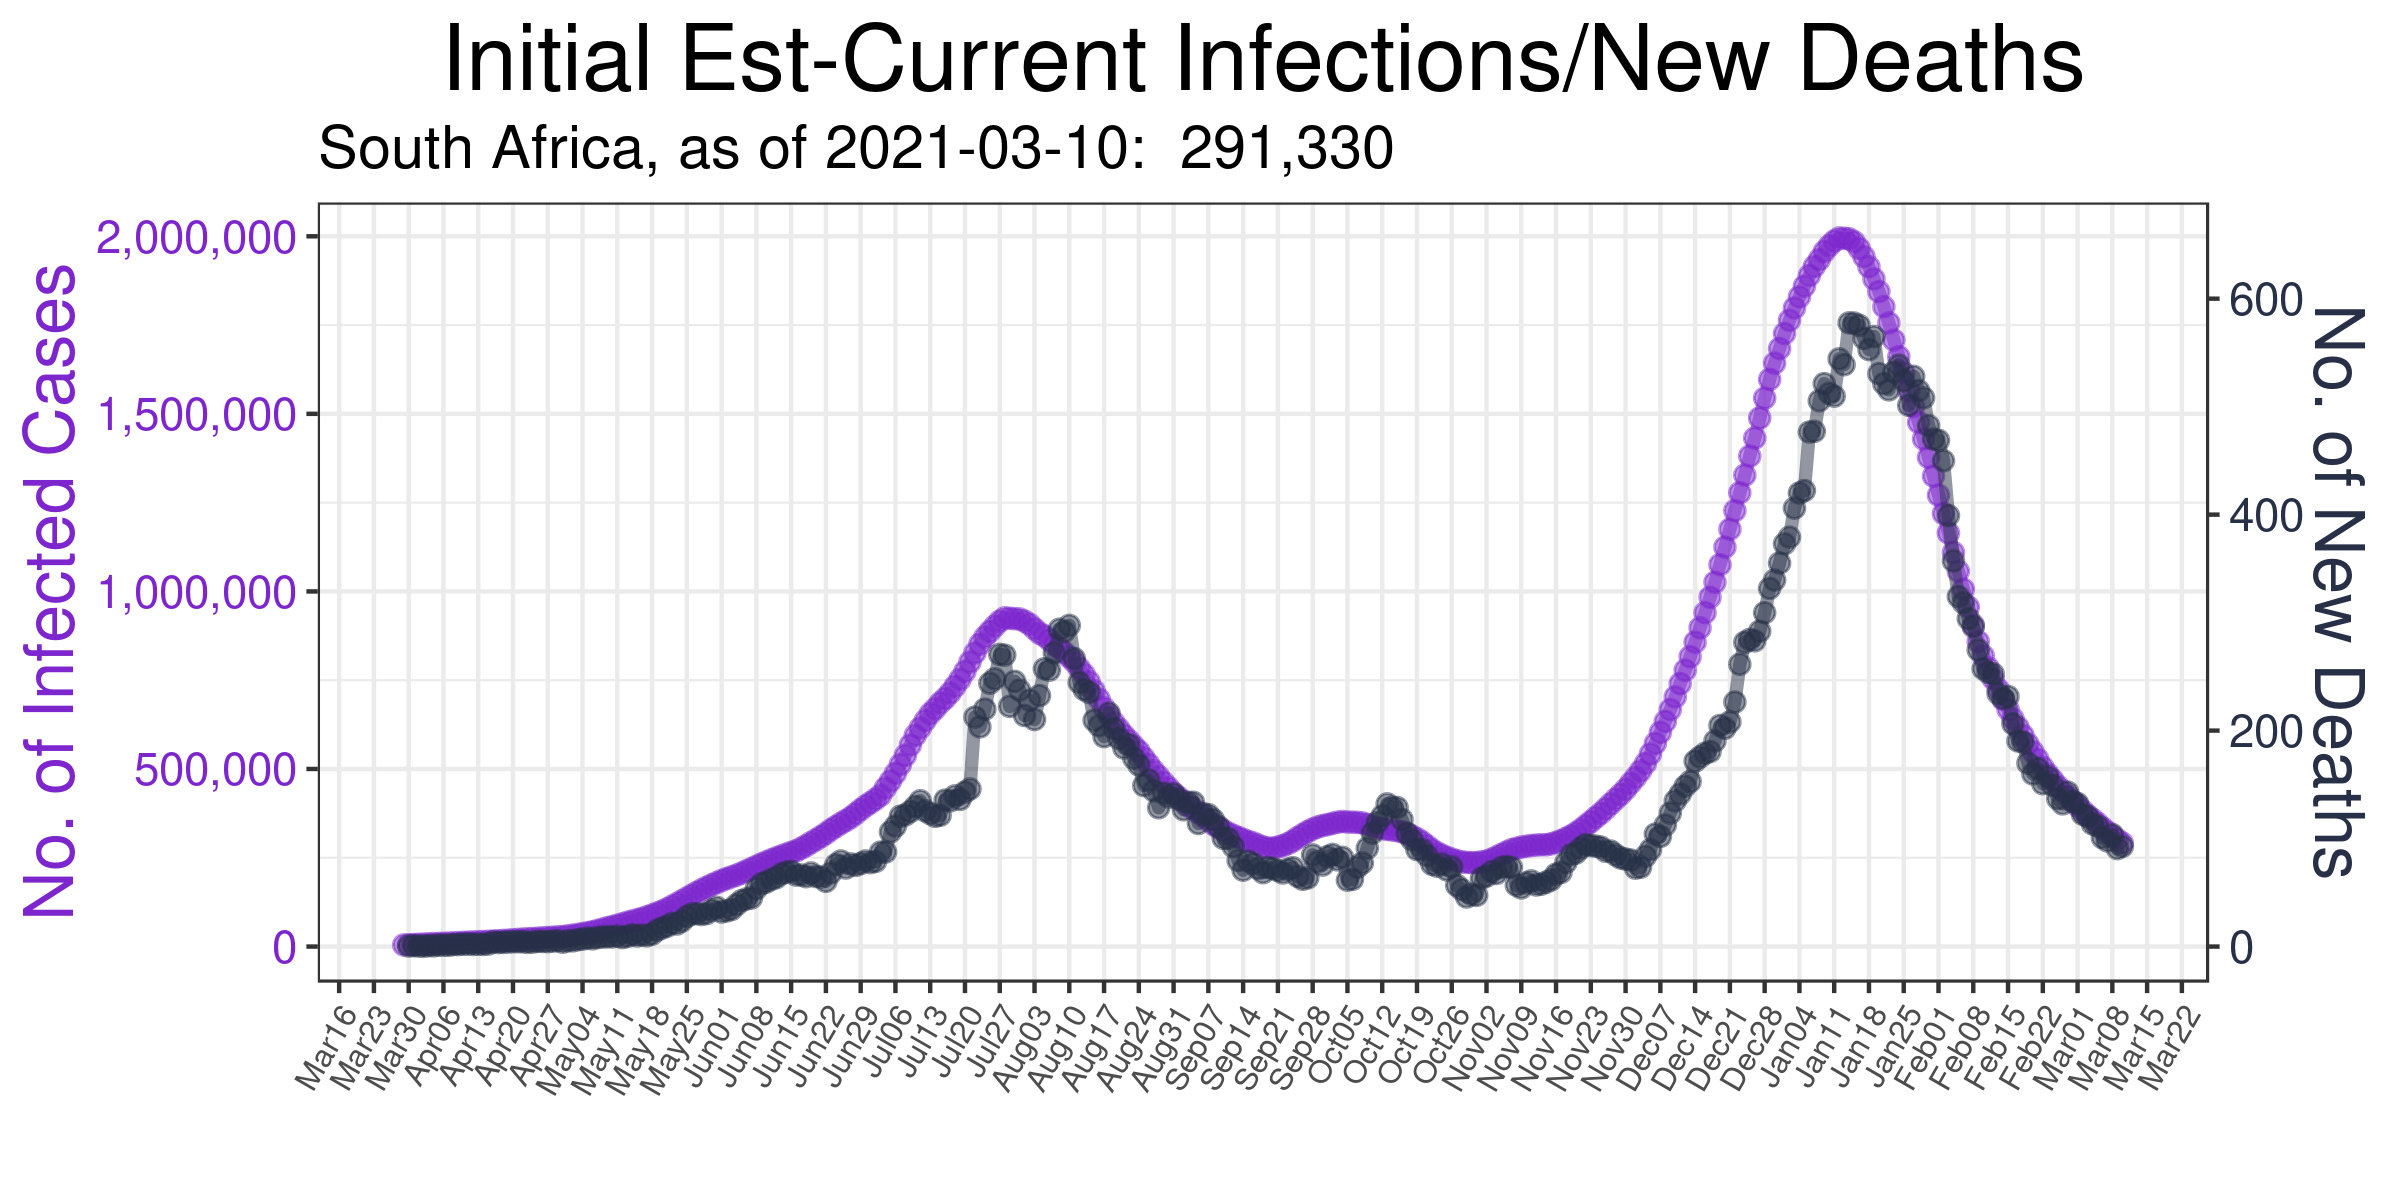 Initial Est-Current Infections/New Deaths
South Africa, as of 2021-03-10: 291,330
No. of Infected Cases
2,000,000
1,500,000
1,000,000
500,000
0
600
400
200
0
No. of New Deaths
Mar16
Mar23
Mar30
Apr06
Apr13
Apr20
Apr27
May04
May11
May18
May25
Jun01
Jun08
Jun15
Jun22
Jun29
Jul06
Jul13
Jul20
Jul27
Aug03
Aug10
Aug17
Aug24
Aug31
Sep07
Sep14
Sep21
Sep28
Oct05
Oct12
Oct19
Oct26
Nov02
Nov09
Nov16
Nov23
Nov30
Dec07
Dec14
Dec21
Dec28
Jan04
Jan11
Jan18
Jan25
Feb01
Feb08
Feb15
Feb22
Mar01
Mar08
Mar15
Mar22